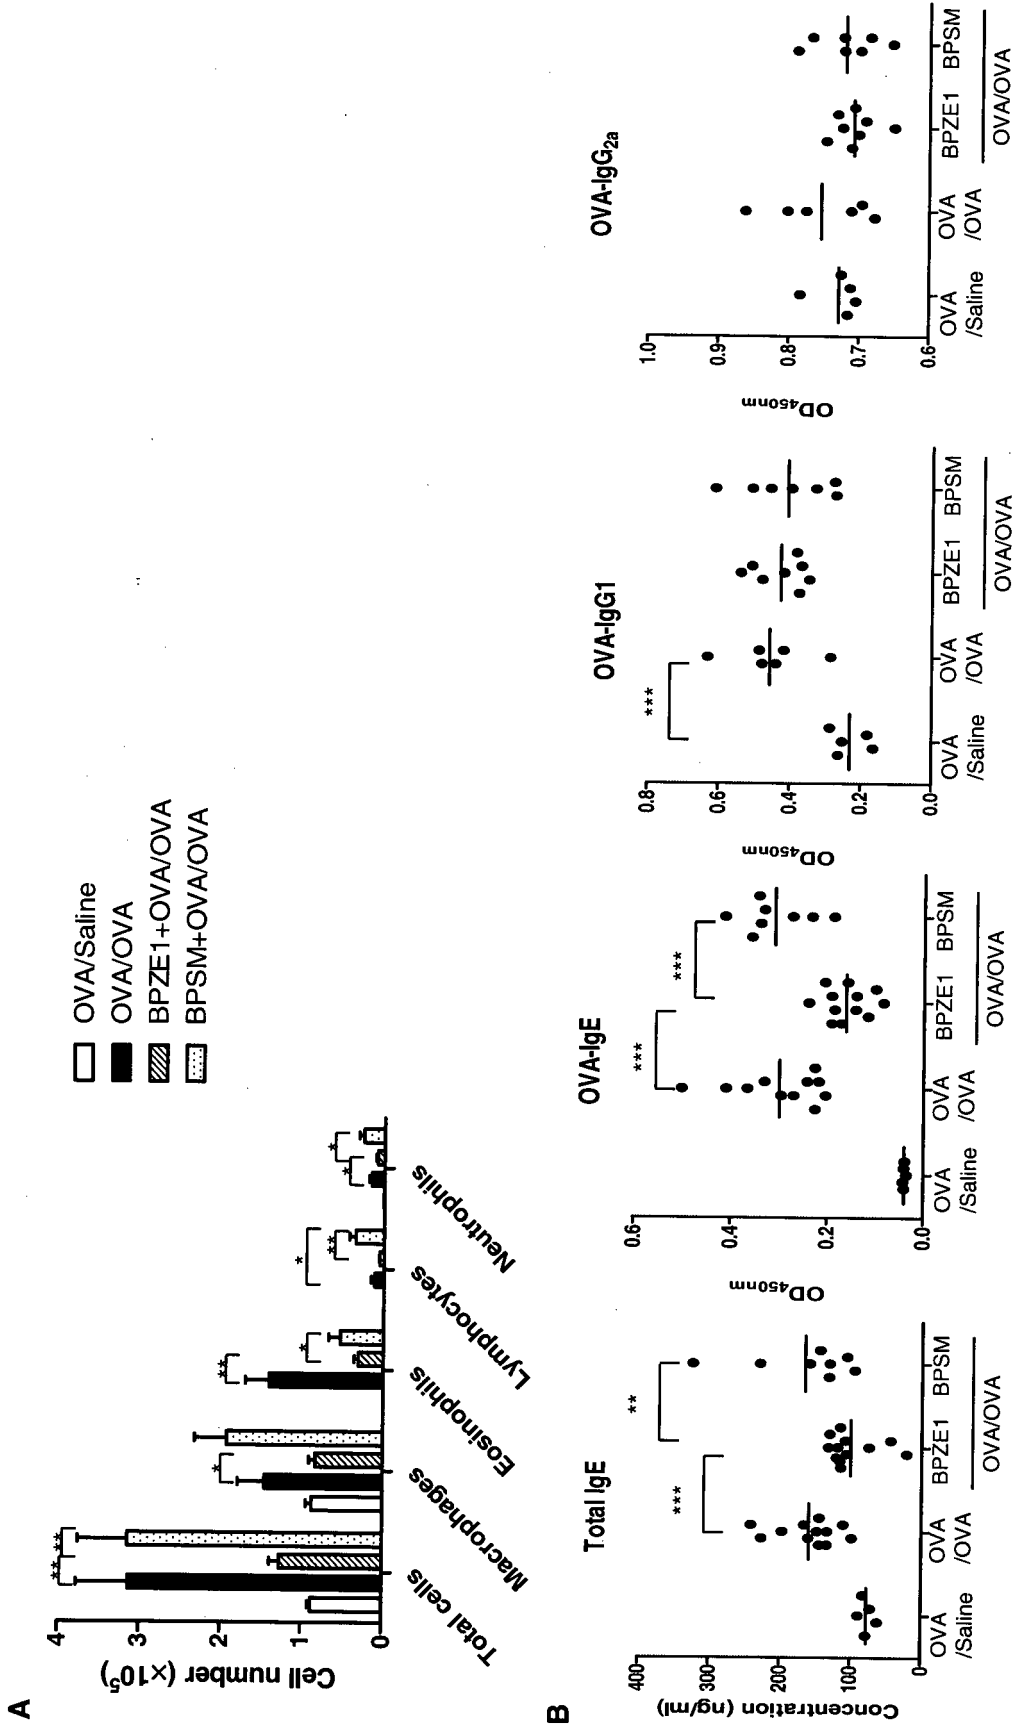 A
Cell number (×10⁵)
4
3
2
1
0
Total cells
Macrophages
Eosinophils
Lymphocytes
Neutrophils
**
**
*
**
*
*
**
*
*
OVA/Saline
OVA/OVA
BPZE1+OVA/OVA
BPSM+OVA/OVA
B
Total IgE
Concentration (ng/ml)
400
300
200
100
0
***
**
OVA
/Saline
OVA
/OVA
BPZE1
BPSM
OVA/OVA
OVA-IgE
OD450nm
0.6
0.4
0.2
0.0
***
***
OVA
/Saline
OVA
/OVA
BPZE1
BPSM
OVA/OVA
OVA-IgG1
OD450nm
0.8
0.6
0.4
0.2
0.0
***
OVA
/Saline
OVA
/OVA
BPZE1
BPSM
OVA/OVA
OVA-IgG2a
OD450nm
1.0
0.9
0.8
0.7
0.6
OVA
/Saline
OVA
/OVA
BPZE1
BPSM
OVA/OVA